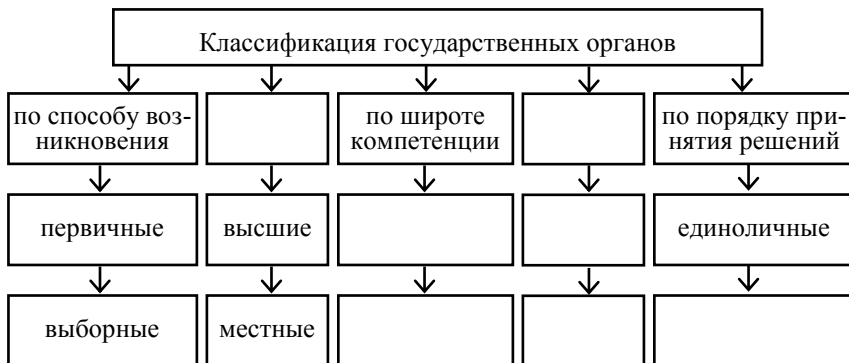 Классификация государственных органов
по способу воз-
никновения
по широте
компетенции
по порядку при-
нятия решений
первичные
высшие
единоличные
выборные
местные